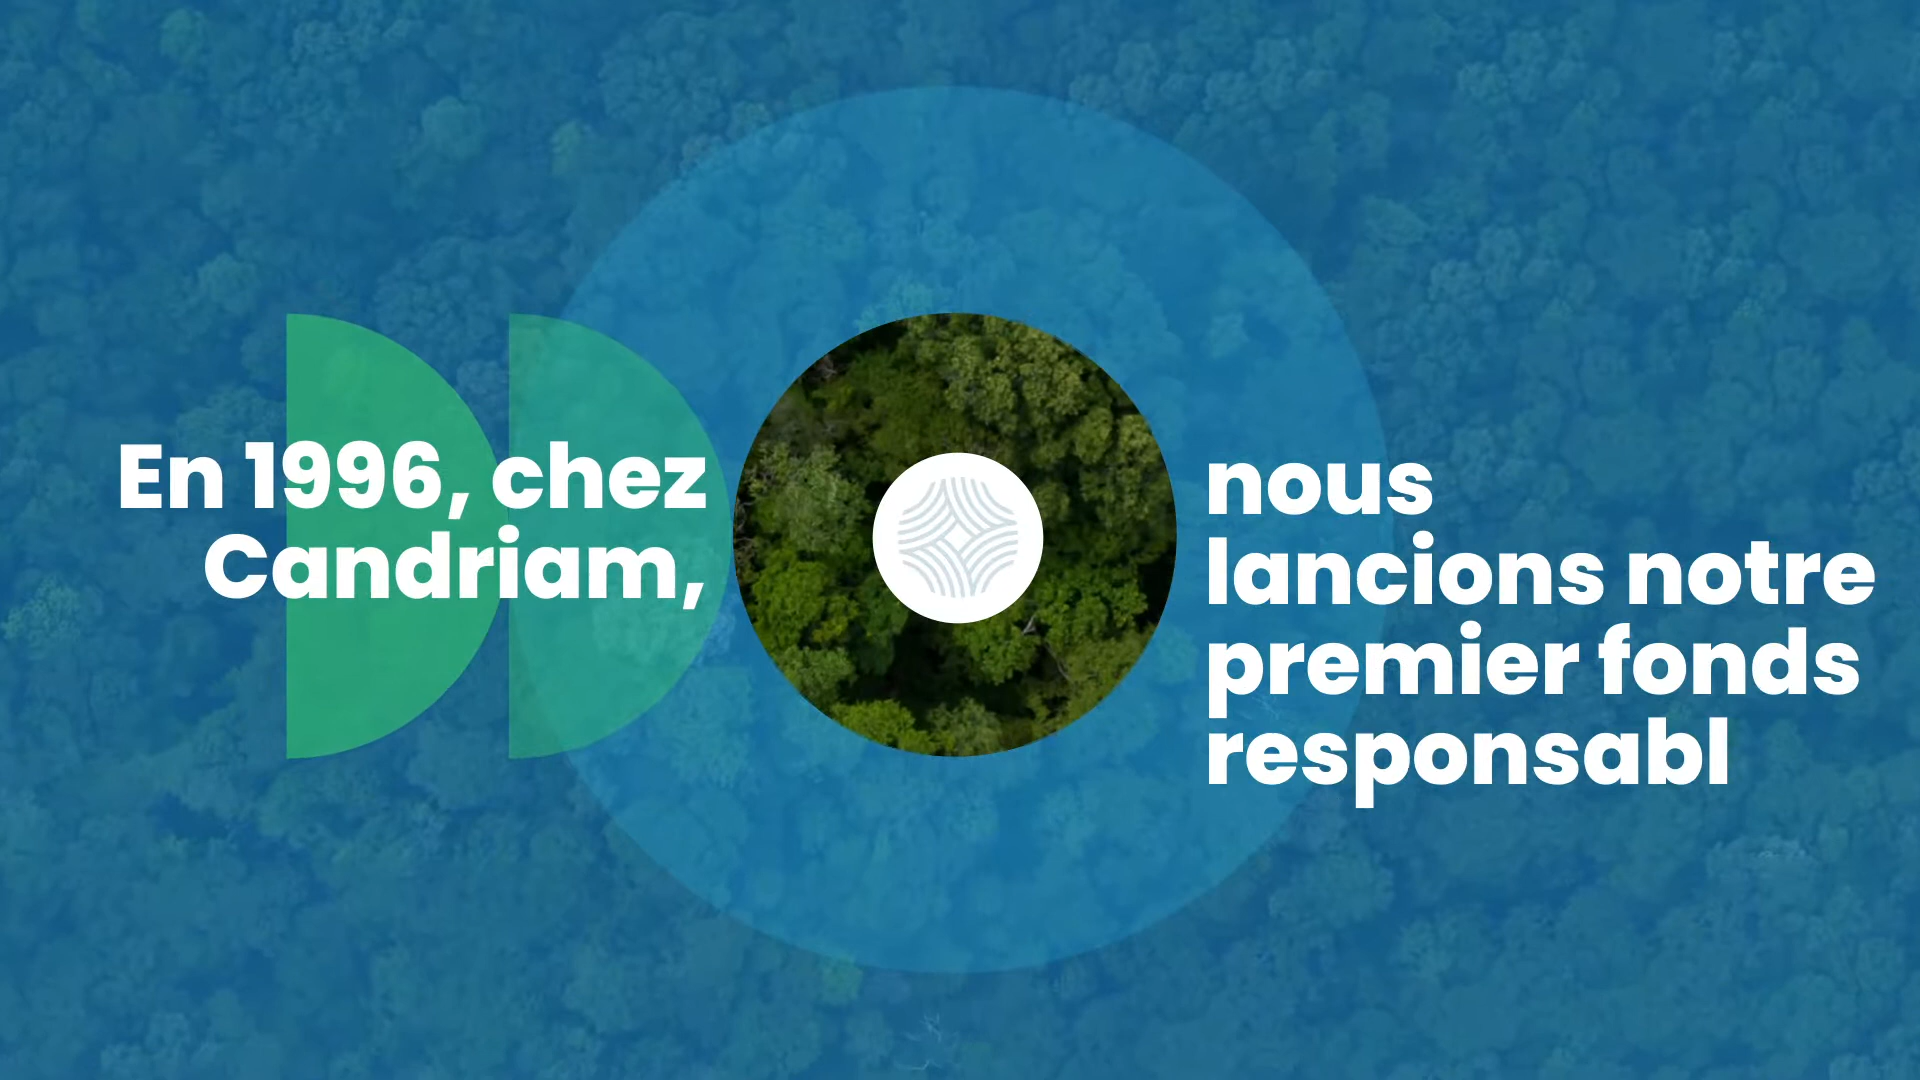 En 1996, chez
Candriam,
nous
lancions notre
premier fonds
responsabl